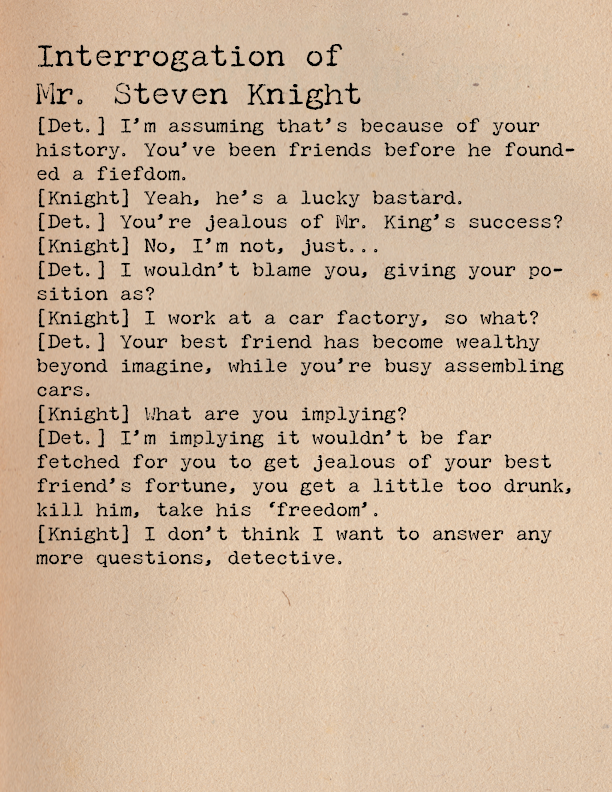 Interrogation of
Mr. Steven Knight
[Det.] I'm assuming that's because of your
history. You've been friends before he found-
ed a fiefdom.
[Knight] Yeah, he's a lucky bastard.
[Det.] You're jealous of Mr. King's success?
[Knight] No, I'm not, just...
[Det.] I wouldn't blame you, giving your po-
sition as?
[Knight] I work at a car factory, so what?
[Det.] Your best friend has become wealthy
beyond imagine, while you're busy assembling
cars.
[Knight] What are you implying?
[Det.] I'm implying it wouldn't be far
fetched for you to get jealous of your best
friend's fortune, you get a little too drunk,
kill him, take his 'freedom'.
[Knight] I don't think I want to answer any
more questions, detective.